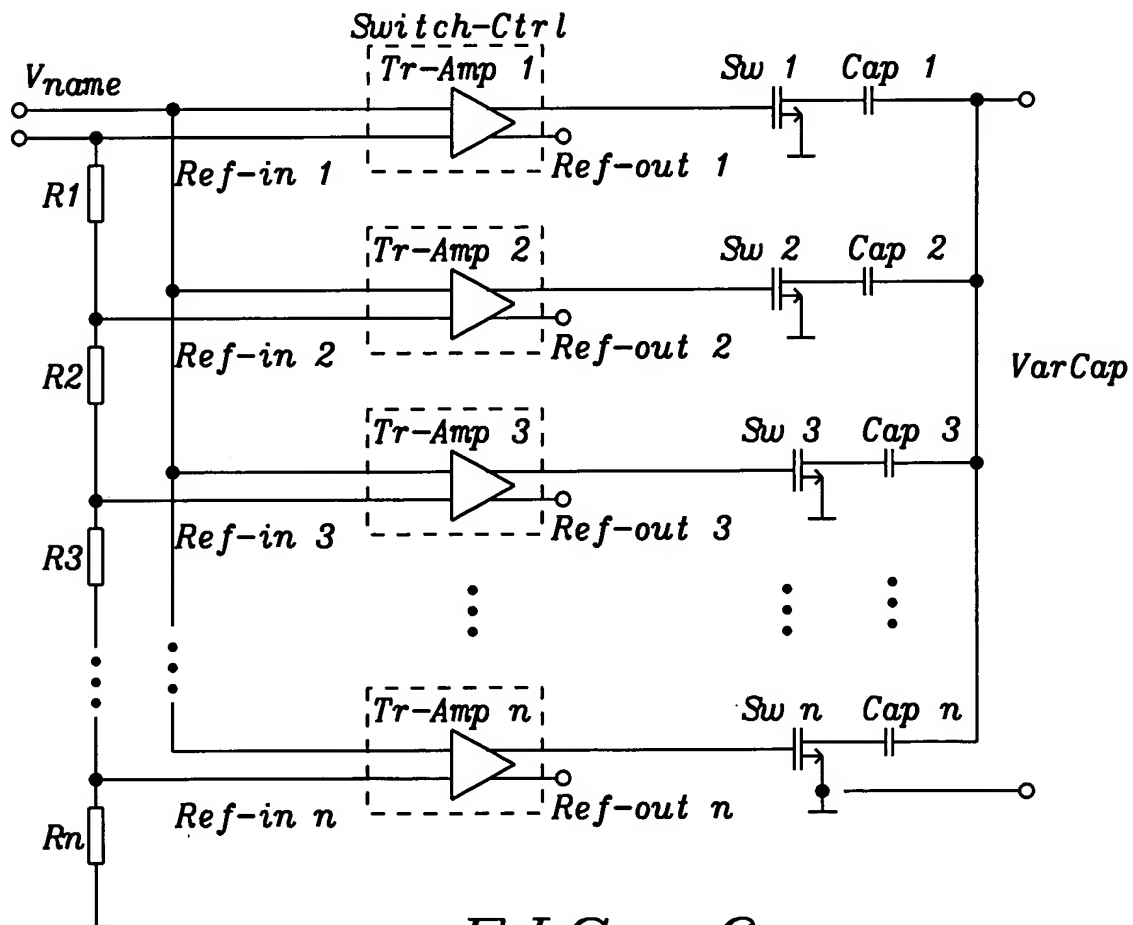 Switch-Ctrl
Vname
Tr-Amp 1
Sw 1
Cap 1
Ref-in 1
Ref-out 1
R1
Tr-Amp 2
Sw 2
Cap 2
Ref-in 2
Ref-out 2
R2
VarCap
Tr-Amp 3
Sw 3
Cap 3
Ref-in 3
Ref-out 3
R3
Tr-Amp n
Sw n
Cap n
Ref-in n
Ref-out n
Rn